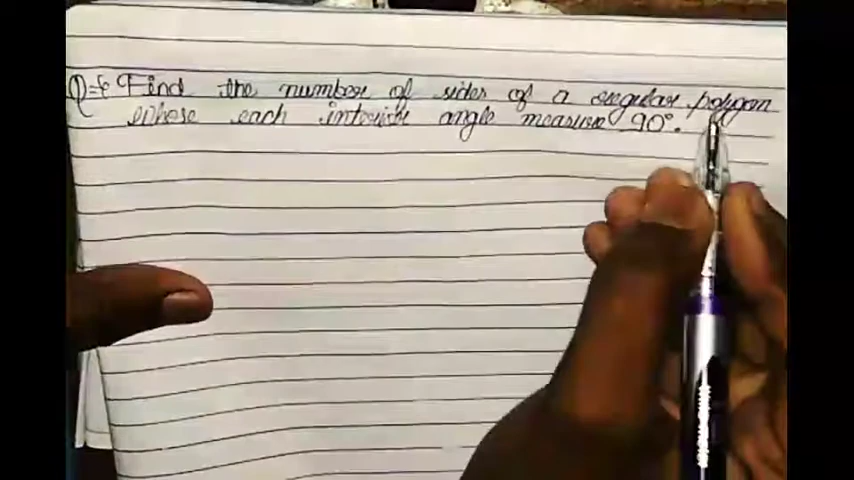 Q=: Find the number of sides of a regular polygon
whose each interior angle measure 90°.